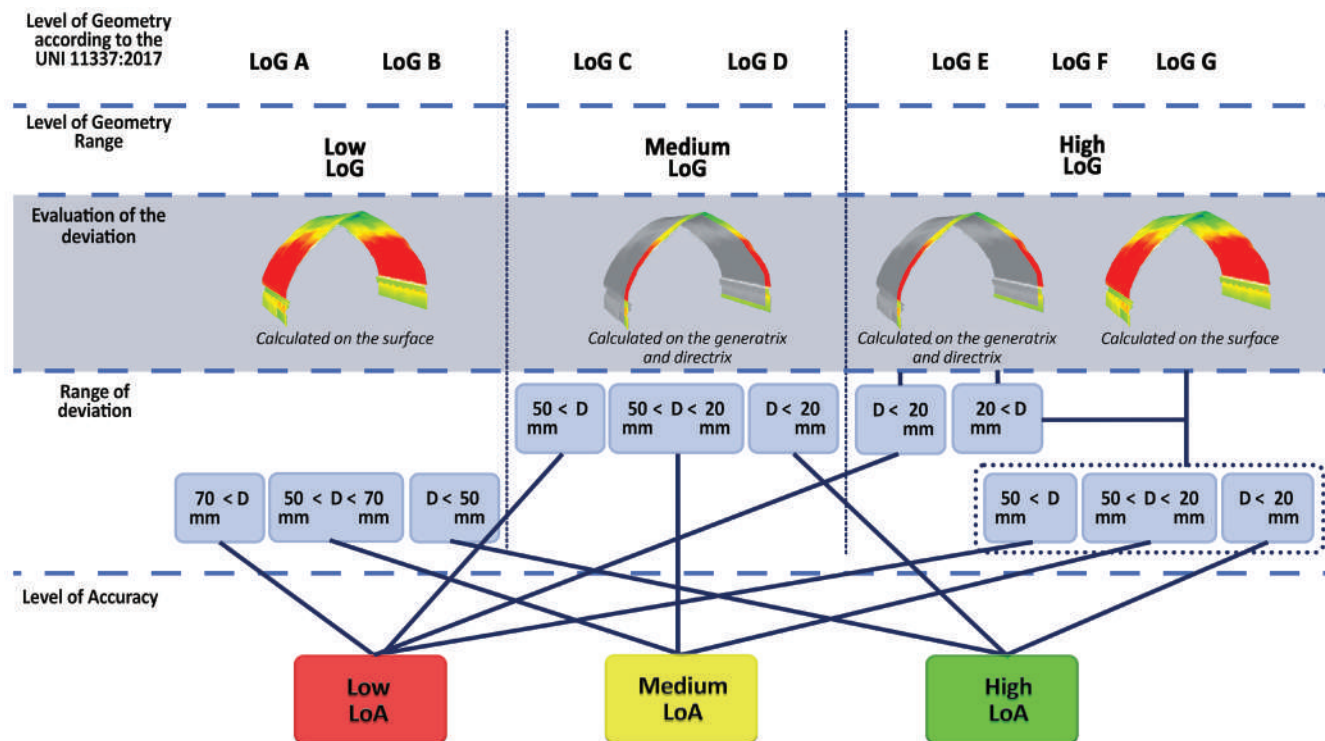 Level of Geometry
according to the
UNI 11337:2017
LoG A
LoG B
LoG C
LoG D
LoG E
LoG F
LoG G
Level of Geometry
Range
Low
LoG
Medium
LoG
High
LoG
Evaluation of the
deviation
Calculated on the surface
Calculated on the generatrix
and directrix
Calculated on the generatrix
and directrix
Calculated on the surface
Range of
deviation
50 < D
mm
50 < D < 20
mm mm
D < 20
mm
D < 20
mm
20 < D
mm
70 < D
mm
50 < D < 70
mm mm
D < 50
mm
50 < D
mm
50 < D < 20
mm mm
D < 20
mm
Level of Accuracy
Low
LoA
Medium
LoA
High
LoA